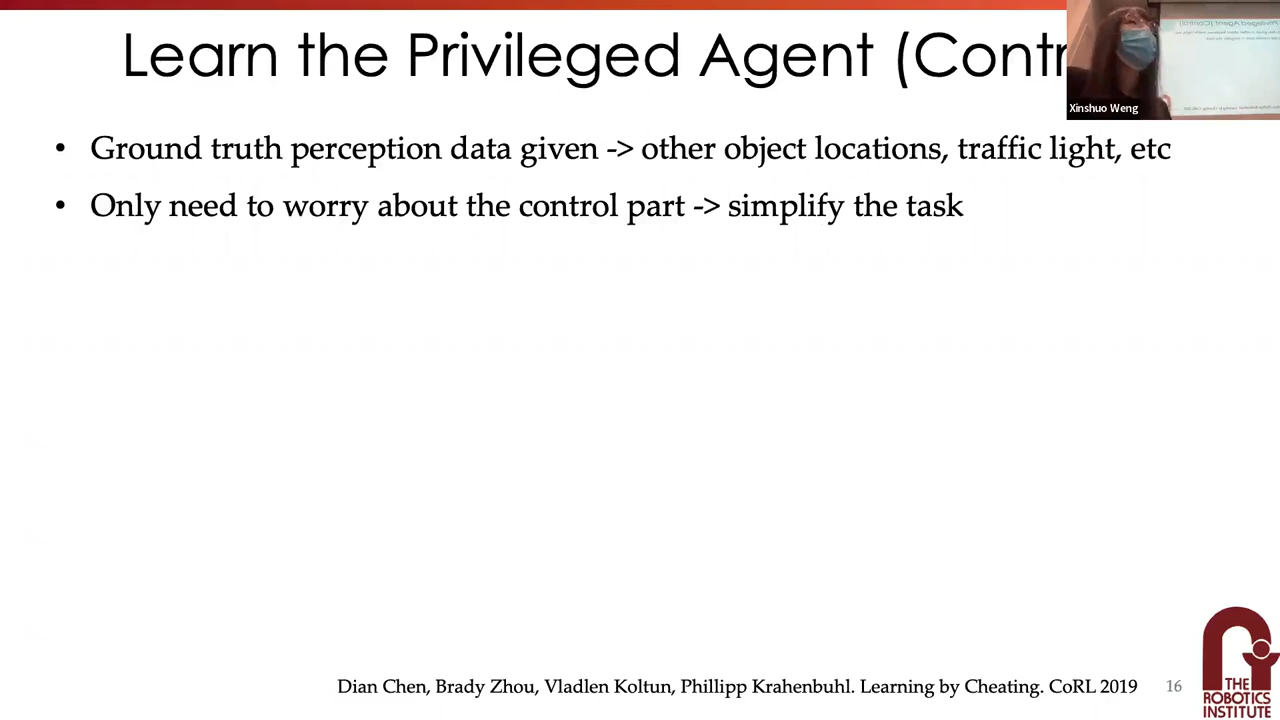 Learn the Privileged Agent (Contr
Xinshuo Weng
• Ground truth perception data given -> other object locations, traffic light, etc
• Only need to worry about the control part -> simplify the task
Dian Chen, Brady Zhou, Vladlen Koltun, Phillipp Krahenbuhl. Learning by Cheating. CoRL 2019
16
THE
ROBOTICS
INSTITUTE